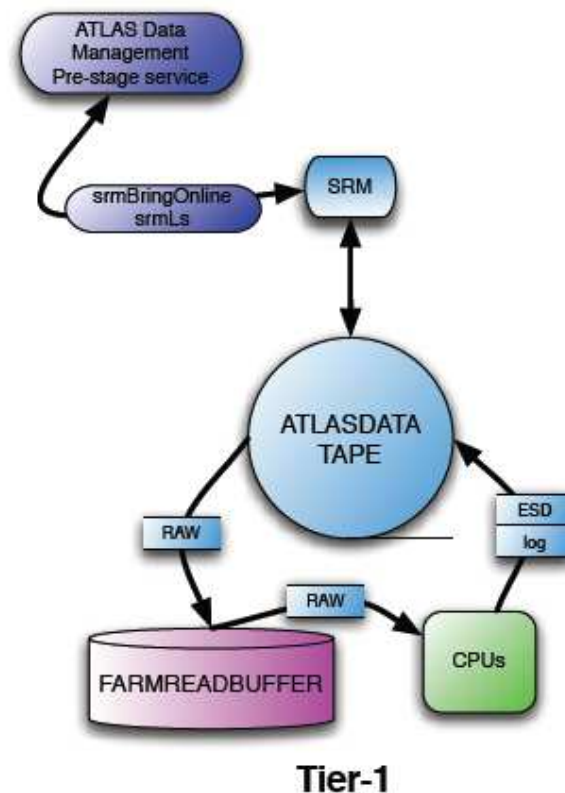 ATLAS Data
Management
Pre-stage service
srmBringOnline
srmLs
SRM
ATLASDATA
TAPE
RAW
ESD
log
RAW
FARMREADBUFFER
CPUs
Tier-1